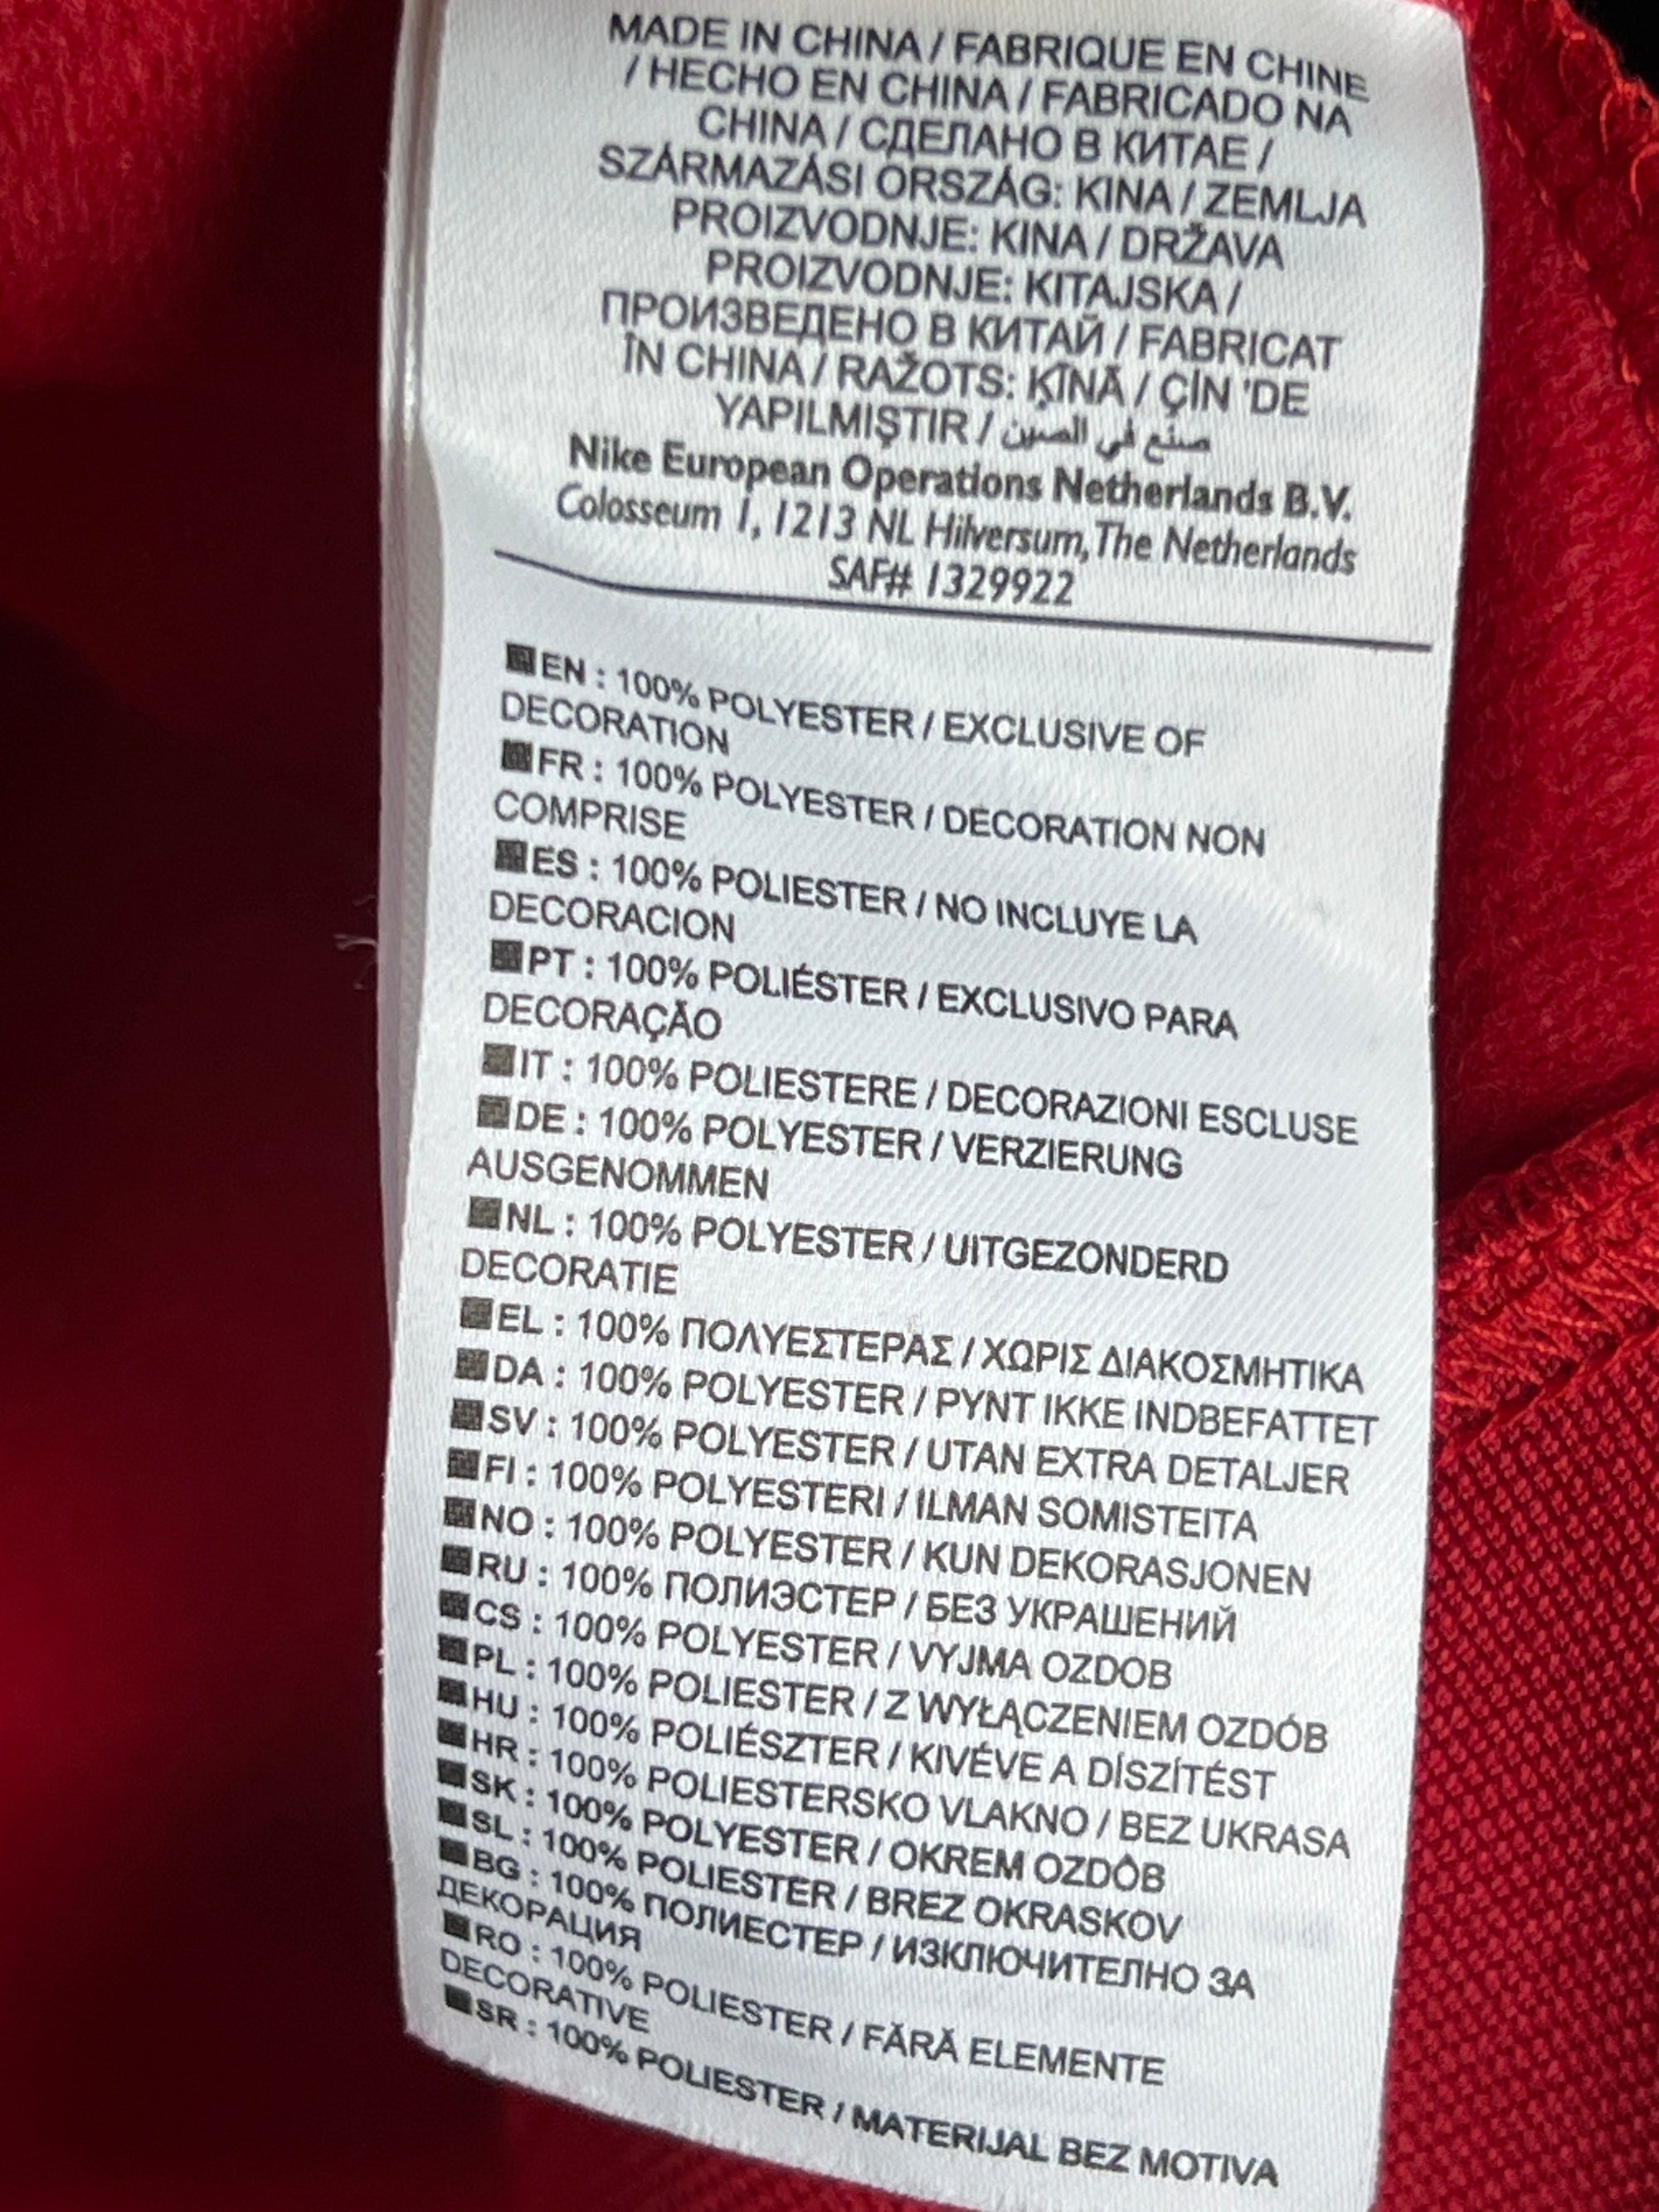 MADE IN CHINA / FABRIQUE EN CHINE
/ HECHO EN CHINA / FABRICADO NA
CHINA / СДЕЛАНО В КИТАЕ /
SZÁRMAZÁSI ORSZÁG: KINA / ZEMLJA
PROIZVODNJE: KINA / DRŽAVA
PROIZVODNJE: KITAJSKA /
ПРОИЗВЕДЕНО В КИТАЙ / FABRICAT
ÎN CHINA / RAŽOTS: ĶĪNĀ / ÇİN 'DE
YAPILMIŞTIR / صنع في الصين
Nike European Operations Netherlands B.V.
Colosseum 1, 1213 NL Hilversum, The Netherlands
SAF# 1329922
EN : 100% POLYESTER / EXCLUSIVE OF
DECORATION
FR : 100% POLYESTER / DECORATION NON
COMPRISE
ES : 100% POLIESTER / NO INCLUYE LA
DECORACION
PT : 100% POLIÉSTER / EXCLUSIVO PARA
DECORAÇÃO
IT : 100% POLIESTERE / DECORAZIONI ESCLUSE
DE : 100% POLYESTER / VERZIERUNG
AUSGENOMMEN
NL : 100% POLYESTER / UITGEZONDERD
DECORATIE
EL : 100% ΠΟΛΥΕΣΤΕΡΑΣ / ΧΩΡΙΣ ΔΙΑΚΟΣΜΗΤΙΚΑ
DA : 100% POLYESTER / PYNT IKKE INDBEFATTET
SV : 100% POLYESTER / UTAN EXTRA DETALJER
FI : 100% POLYESTERI / ILMAN SOMISTEITA
NO : 100% POLYESTER / KUN DEKORASJONEN
RU : 100% ПОЛИЭСТЕР / БЕЗ УКРАШЕНИЙ
CS : 100% POLYESTER / VYJMA OZDOB
PL : 100% POLIESTER / Z WYŁĄCZENIEM OZDÓB
HU : 100% POLIÉSZTER / KIVÉVE A DÍSZÍTÉST
HR : 100% POLIESTERSKO VLAKNO / BEZ UKRASA
SK : 100% POLYESTER / OKREM OZDÔB
SL : 100% POLIESTER / BREZ OKRASKOV
BG : 100% ПОЛИЕСТЕР / ИЗКЛЮЧИТЕЛНО ЗА
ДЕКОРАЦИЯ
RO : 100% POLIESTER / FĂRĂ ELEMENTE
DECORATIVE
SR : 100% POLIESTER / MATERIJAL BEZ MOTIVA